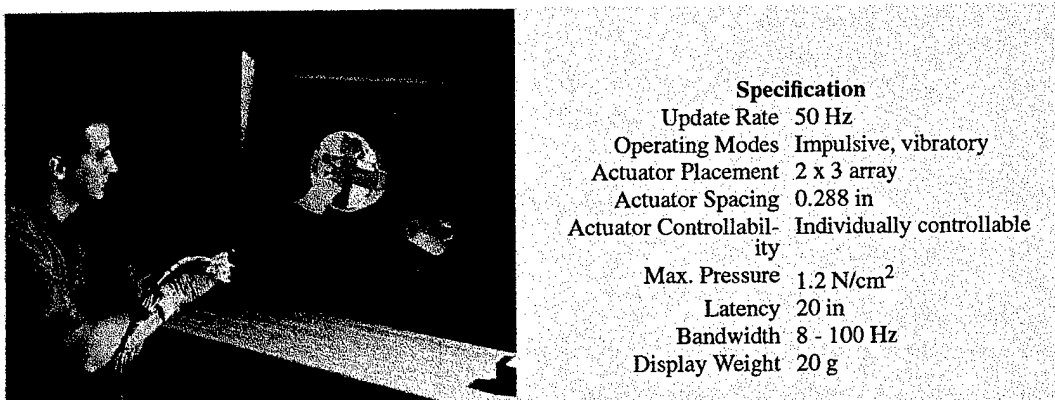 Specification
Update Rate 50 Hz
Operating Modes Impulsive, vibratory
Actuator Placement 2 x 3 array
Actuator Spacing 0.288 in
Actuator Controllabil- Individually controllable
ity
Max. Pressure 1.2 N/cm²
Latency 20 in
Bandwidth 8 - 100 Hz
Display Weight 20 g